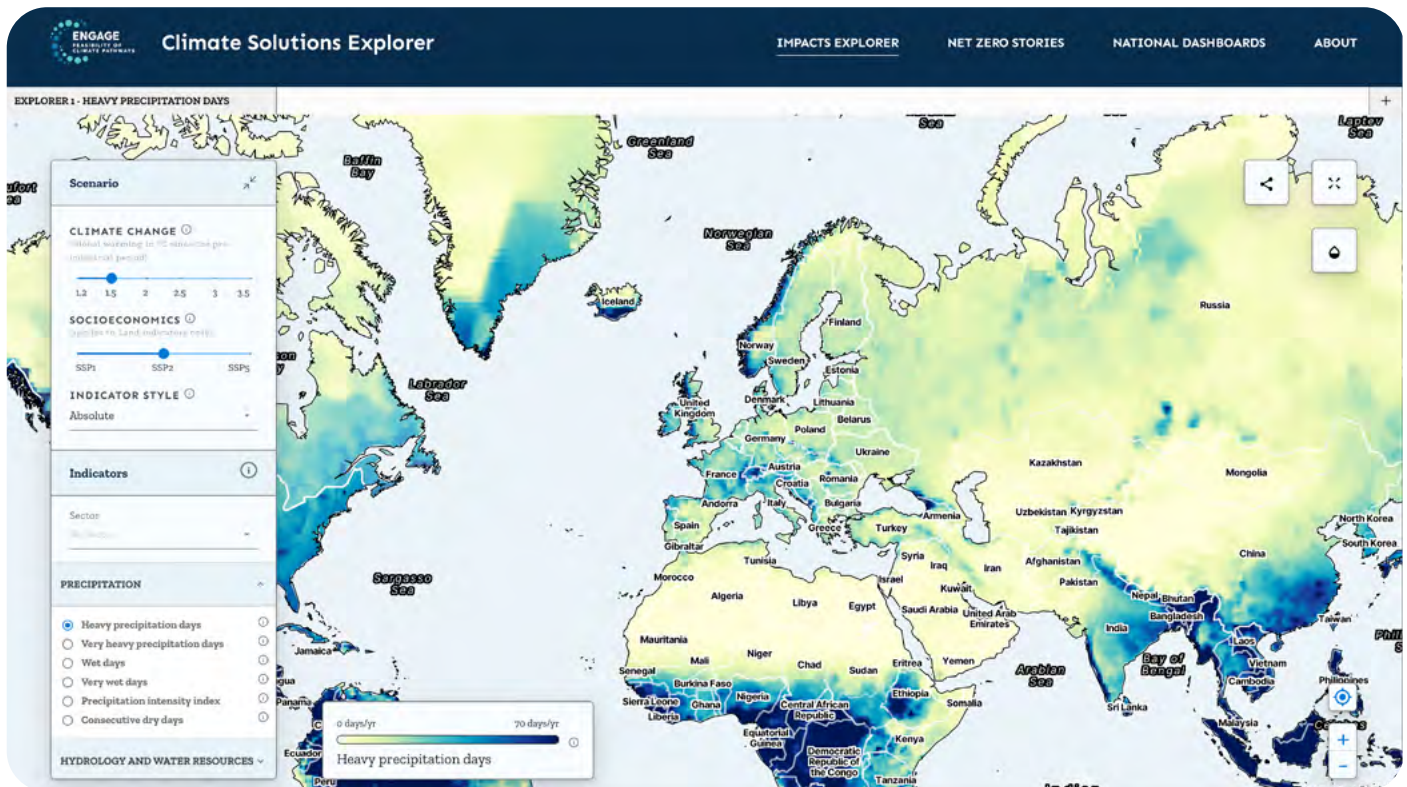 ENGAGE
FEASIBILITY OF
CLIMATE PATHWAYS
Climate Solutions Explorer
IMPACTS EXPLORER
NET ZERO STORIES
NATIONAL DASHBOARDS
ABOUT
EXPLORER 1 - HEAVY PRECIPITATION DAYS
+
Scenario
CLIMATE CHANGE
1.2 1.5 2 2.5 3 3.5
SOCIOECONOMICS
SSP1 SSP2 SSP5
INDICATOR STYLE
Absolute
Indicators
Sector
PRECIPITATION
Heavy precipitation days
Very heavy precipitation days
Wet days
Very wet days
Precipitation intensity index
Consecutive dry days
HYDROLOGY AND WATER RESOURCES
0 days/yr 70 days/yr
Heavy precipitation days
Baffin
Bay
Greenland
Sea
Sea
Laptev
Sea
Norwegian
Sea
Labrador
Sea
Sargasso
Sea
Arabian
Sea
Bay of
Bengal
Iceland
Norway
Sweden
Finland
Estonia
Russia
United
Kingdom
Denmark
Lithuania
Belarus
Poland
Germany
Ukraine
France
Austria
Croatia
Romania
Andorra
Italy
Bulgaria
Spain
Greece
Gibraltar
Turkey
Armenia
Kazakhstan
Mongolia
Uzbekistan
Kyrgyzstan
Tajikistan
North Korea
South Korea
China
Tunisia
Syria
Iraq
Iran
Afghanistan
Pakistan
Morocco
Israel
Kuwait
Algeria
Libya
Egypt
Saudi Arabia
United Arab
Emirates
Nepal
Bhutan
Bangladesh
India
Taiwan
Laos
Vietnam
Cambodia
Philippines
Mauritania
Mali
Niger
Chad
Sudan
Eritrea
Yemen
Senegal
Burkina Faso
Nigeria
Ethiopia
Sierra Leone
Ghana
Central African
Republic
Somalia
Sri Lanka
Liberia
Malaysia
Equatorial
Guinea
Kenya
Democratic
Republic of
the Congo
Tanzania
Jamaica
Panama
Ecuador
Peru
+
−